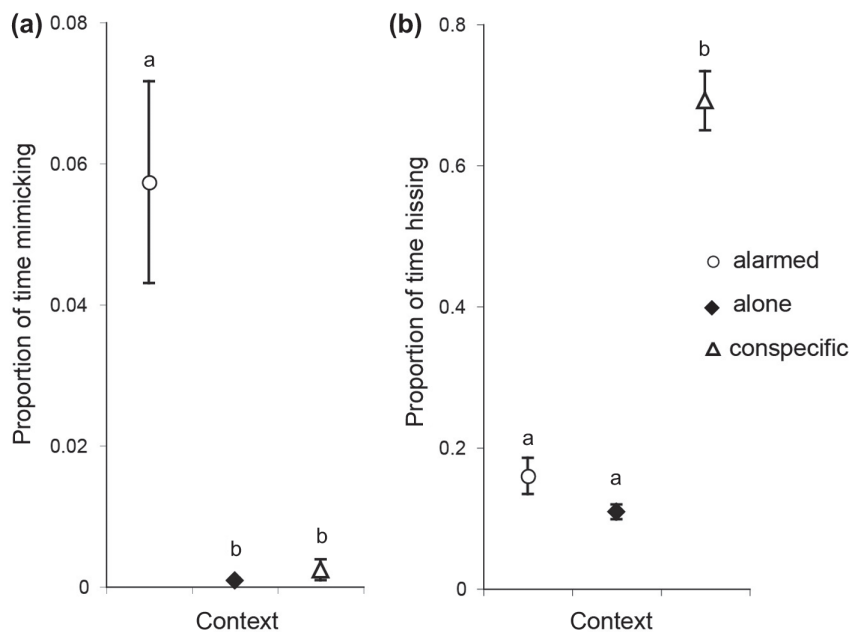 (a)
Proportion of time mimicking
0.08
0.06
0.04
0.02
0
a
b
b
Context
(b)
Proportion of time hissing
0.8
0.6
0.4
0.2
0
a
a
b
Context
alarmed
alone
conspecific